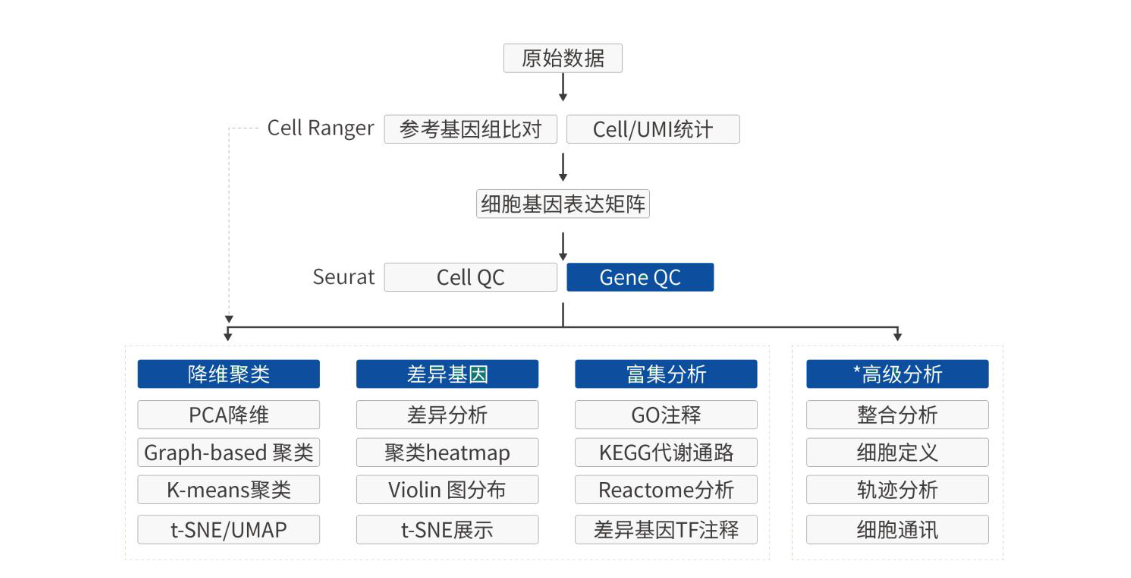 原始数据
Cell Ranger 参考基因组比对 Cell/UMI统计
细胞基因表达矩阵
Seurat Cell QC Gene QC
降维聚类 差异基因 富集分析 *高级分析
PCA降维 差异分析 GO注释 整合分析
Graph-based 聚类 聚类heatmap KEGG代谢通路 细胞定义
K-means聚类 Violin 图分布 Reactome分析 轨迹分析
t-SNE/UMAP t-SNE展示 差异基因TF注释 细胞通讯